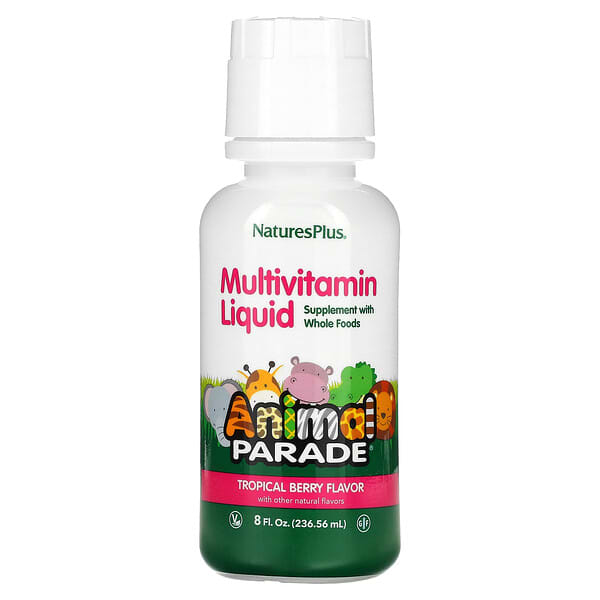 NaturesPlus®
Multivitamin
Liquid
Supplement with
Whole Foods
Animal
PARADE®
TROPICAL BERRY FLAVOR
with other natural flavors
V
8 Fl. Oz. (236.56 mL)
GF